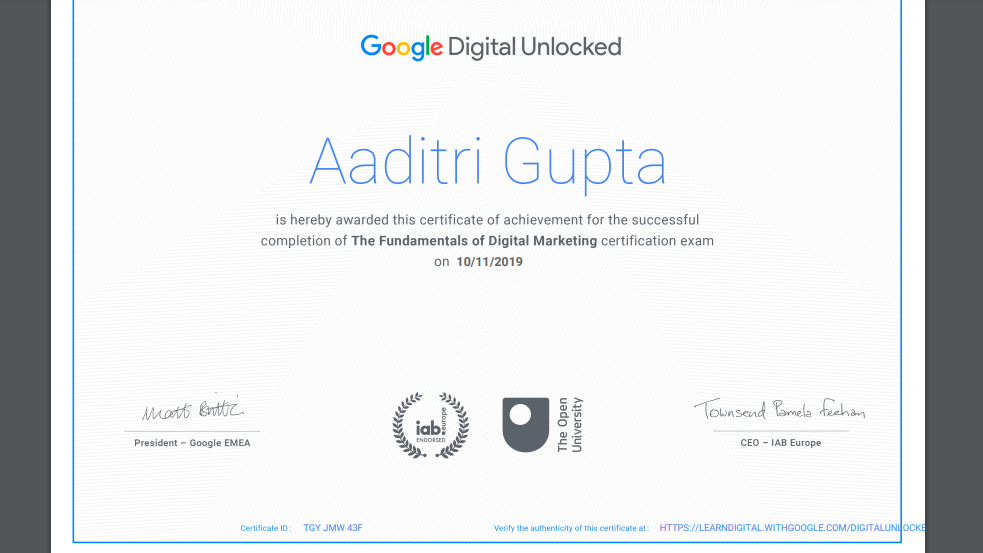 Google Digital Unlocked
Aaditri Gupta
is hereby awarded this certificate of achievement for the successful
completion of The Fundamentals of Digital Marketing certification exam
on 10/11/2019
Matt Brittin
President – Google EMEA
iab.europe
ENDORSED
The Open
University
Townsend Pamela Feehan
CEO – IAB Europe
Certificate ID : TGY JMW 43F
Verify the authenticity of this certificate at : HTTPS://LEARNDIGITAL.WITHGOOGLE.COM/DIGITALUNLOCKE